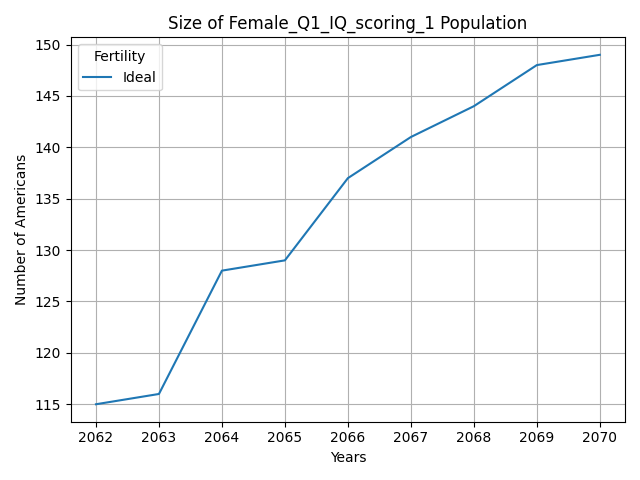 Size of Female_Q1_IQ_scoring_1 Population
Fertility
Ideal
Number of Americans
150
145
140
135
130
125
120
115
2062 2063 2064 2065 2066 2067 2068 2069 2070
Years